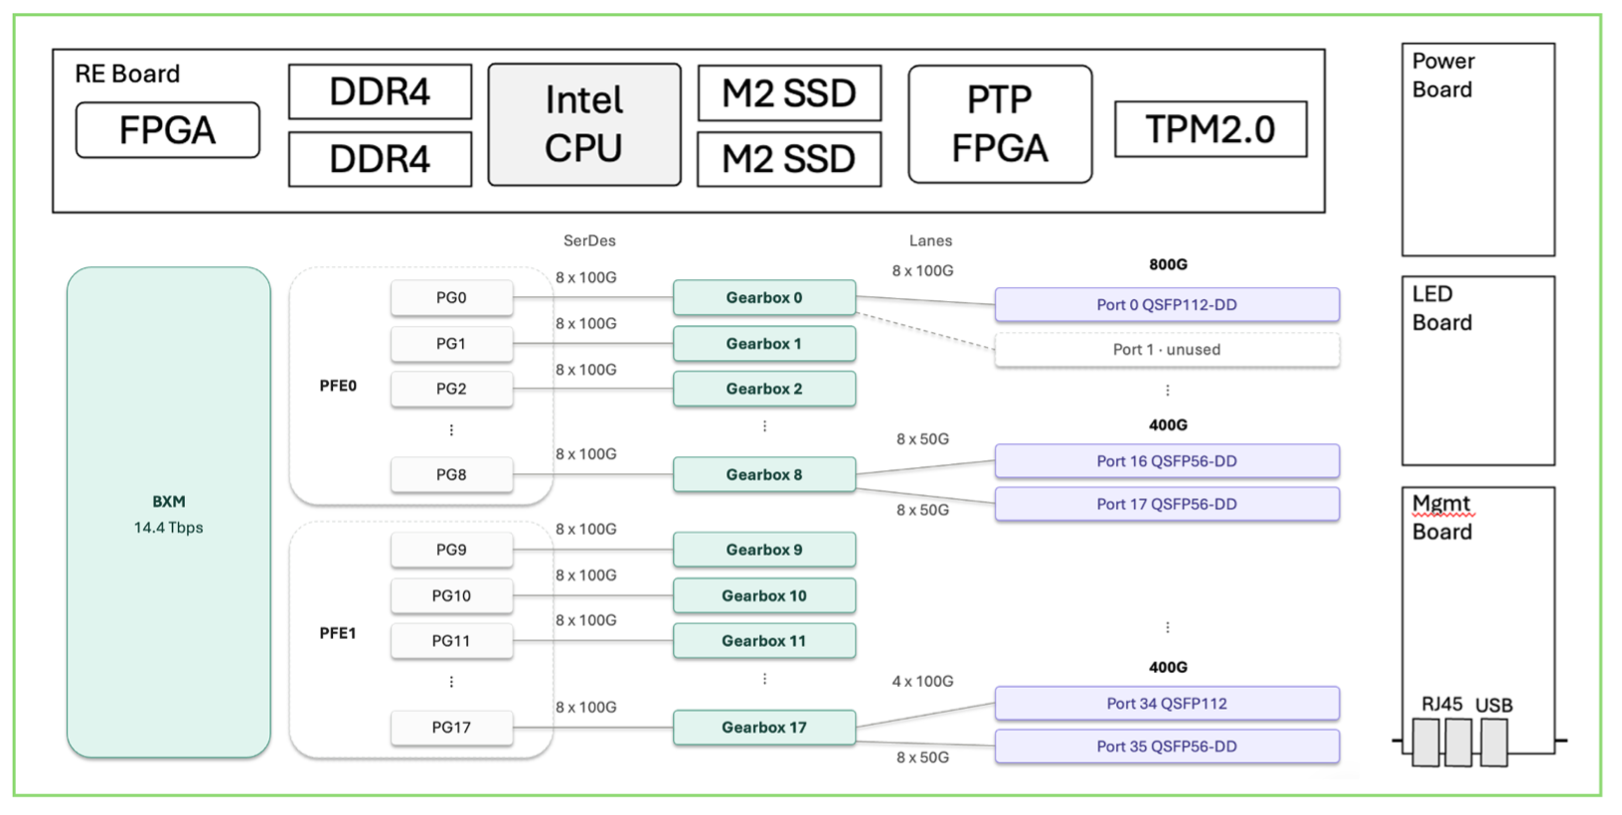 RE Board
FPGA
DDR4
DDR4
Intel
CPU
M2 SSD
M2 SSD
PTP
FPGA
TPM2.0
Power
Board
LED
Board
Mgmt
Board
RJ45 USB
SerDes
Lanes
BXM
14.4 Tbps
PFE0
PG0
8 x 100G
Gearbox 0
8 x 100G
800G
Port 0 QSFP112-DD
Port 1 · unused
PG1
8 x 100G
Gearbox 1
PG2
8 x 100G
Gearbox 2
⋮
⋮
⋮
PG8
8 x 100G
Gearbox 8
8 x 50G
400G
Port 16 QSFP56-DD
8 x 50G
Port 17 QSFP56-DD
PFE1
PG9
8 x 100G
Gearbox 9
PG10
8 x 100G
Gearbox 10
PG11
8 x 100G
Gearbox 11
⋮
⋮
⋮
PG17
8 x 100G
Gearbox 17
4 x 100G
400G
Port 34 QSFP112
8 x 50G
Port 35 QSFP56-DD